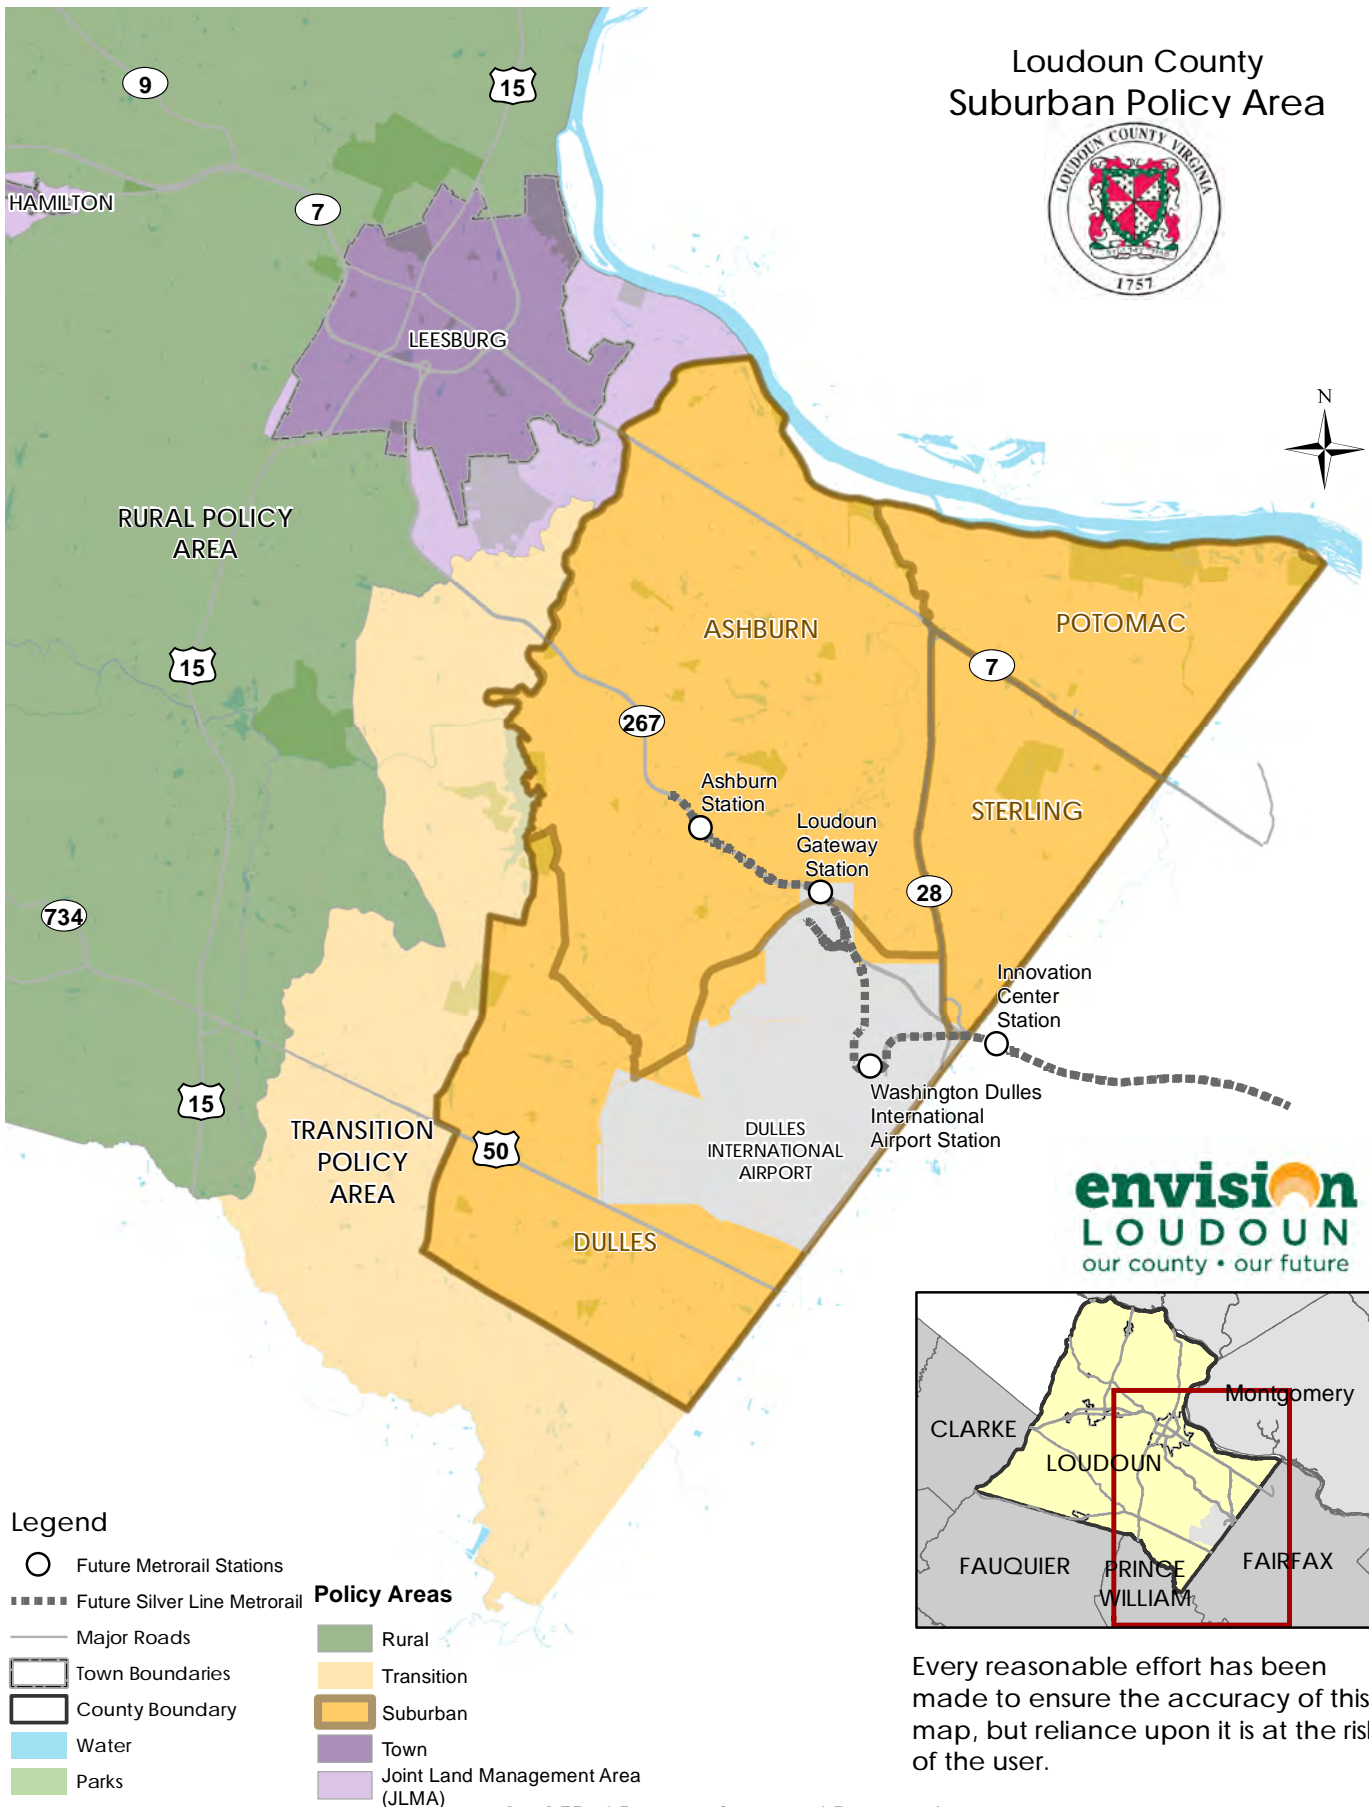 Loudoun County
Suburban Policy Area
LOUDOUN COUNTY VIRGINIA
1757
9
15
HAMILTON
7
LEESBURG
N
RURAL POLICY
AREA
ASHBURN
POTOMAC
15
7
267
Ashburn
Station
STERLING
Loudoun
Gateway
Station
28
734
Innovation
Center
Station
15
Washington Dulles
International
Airport Station
TRANSITION
POLICY
AREA
50
DULLES
INTERNATIONAL
AIRPORT
DULLES
envision
LOUDOUN
our county • our future
Montgomery
CLARKE
LOUDOUN
FAUQUIER
PRINCE
WILLIAM
FAIRFAX
Legend
Future Metrorail Stations
Future Silver Line Metrorail
Major Roads
Town Boundaries
County Boundary
Water
Parks
Policy Areas
Rural
Transition
Suburban
Town
Joint Land Management Area
(JLMA)
Every reasonable effort has been
made to ensure the accuracy of this
map, but reliance upon it is at the risk
of the user.